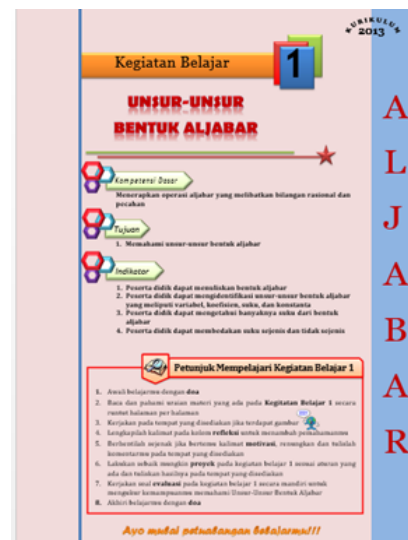 KURIKULUM
2013
Kegiatan Belajar
1
UNSUR-UNSUR
BENTUK ALJABAR
Kompetensi Dasar
Menerapkan operasi aljabar yang melibatkan bilangan rasional dan
pecahan
Tujuan
1. Memahami unsur-unsur bentuk aljabar
Indikator
1. Peserta didik dapat menuliskan bentuk aljabar
2. Peserta didik dapat mengidentifikasi unsur-unsur bentuk aljabar
yang meliputi variabel, koefisien, suku, dan konstanta
3. Peserta didik dapat mengetahui banyaknya suku dari bentuk
aljabar
4. Peserta didik dapat membedakan suku sejenis dan tidak sejenis
Petunjuk Mempelajari Kegiatan Belajar 1
1. Awali belajarmu dengan doa
2. Baca dan pahami uraian materi yang ada pada Kegitatan Belajar 1 secara
runtut halaman per halaman
3. Kerjakan pada tempat yang disediakan jika terdapat gambar
4. Lengkapilah kalimat pada kolom refleksi untuk menambah pemahamanmu
5. Berhentilah sejenak jika bertemu kalimat motivasi, renungkan dan tulislah
komentarmu pada tempat yang disediakan
6. Lakukan sebaik mungkin proyek pada kegiatan belajar 1 sesuai aturan yang
ada dan tuliskan hasilnya pada tempat yang disediakan
7. Kerjakan soal evaluasi pada kegiatan belajar 1 secara mandiri untuk
mengukur kemampuanmu memahami Unsur-Unsur Bentuk Aljabar
8. Akhiri belajarmu dengan doa
Ayo mulai petualangan belajarmu!!!
A
L
J
A
B
A
R